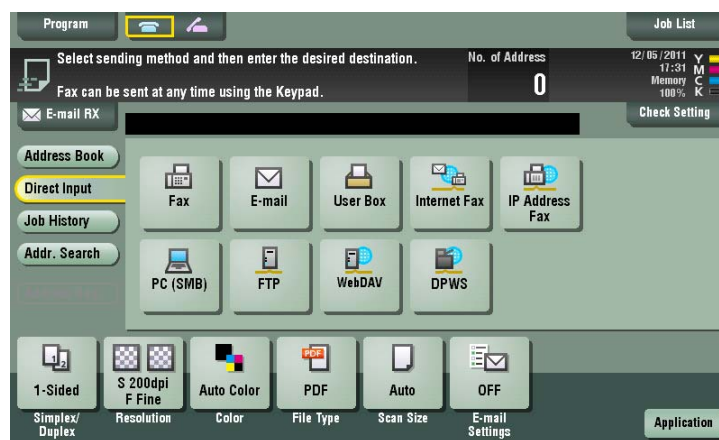 Program
Job List
Select sending method and then enter the desired destination.
No. of Address
12/05/2011
17:31
Memory
100%
Y
M
C
K
Fax can be sent at any time using the Keypad.
0
E-mail RX
Check Setting
Address Book
Direct Input
Job History
Addr. Search
Fax
E-mail
User Box
Internet Fax
IP Address
Fax
PC (SMB)
FTP
WebDAV
DPWS
1-Sided
S 200dpi
F Fine
Auto Color
PDF
PDF
Auto
OFF
Simplex/
Duplex
Resolution
Color
File Type
Scan Size
E-mail
Settings
Application